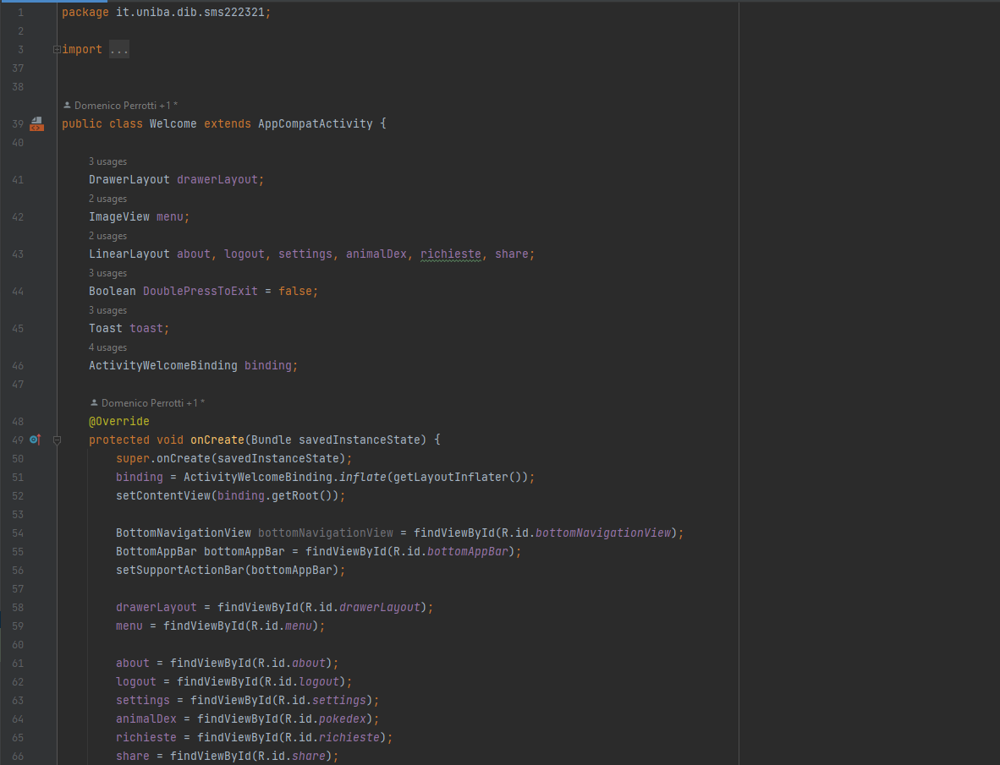 1 package it.uniba.dib.sms222321;
2
3 import ...
37
38
Domenico Perrotti +1 *
39 public class Welcome extends AppCompatActivity {
40
3 usages
41 DrawerLayout drawerLayout;
2 usages
42 ImageView menu;
2 usages
43 LinearLayout about, logout, settings, animalDex, richieste, share;
3 usages
44 Boolean DoublePressToExit = false;
3 usages
45 Toast toast;
4 usages
46 ActivityWelcomeBinding binding;
47
Domenico Perrotti +1 *
48 @Override
49 protected void onCreate(Bundle savedInstanceState) {
50 super.onCreate(savedInstanceState);
51 binding = ActivityWelcomeBinding.inflate(getLayoutInflater());
52 setContentView(binding.getRoot());
53
54 BottomNavigationView bottomNavigationView = findViewById(R.id.bottomNavigationView);
55 BottomAppBar bottomAppBar = findViewById(R.id.bottomAppBar);
56 setSupportActionBar(bottomAppBar);
57
58 drawerLayout = findViewById(R.id.drawerLayout);
59 menu = findViewById(R.id.menu);
60
61 about = findViewById(R.id.about);
62 logout = findViewById(R.id.logout);
63 settings = findViewById(R.id.settings);
64 animalDex = findViewById(R.id.pokedex);
65 richieste = findViewById(R.id.richieste);
66 share = findViewById(R.id.share);